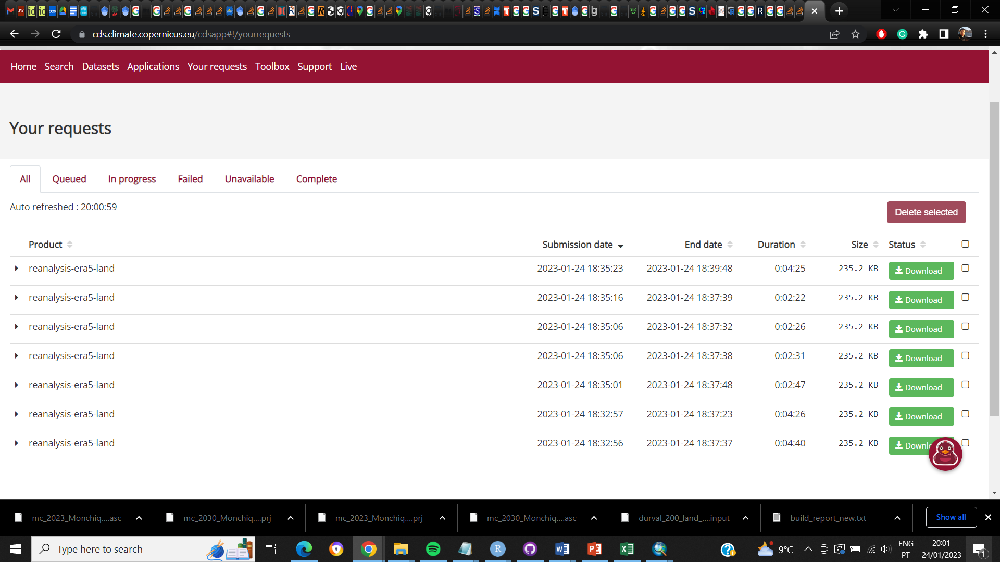 cds.climate.copernicus.eu/cdsapp#!/yourrequests
Home Search Datasets Applications Your requests Toolbox Support Live
Your requests
All Queued In progress Failed Unavailable Complete
Auto refreshed : 20:00:59
Delete selected
Product Submission date End date Duration Size Status
reanalysis-era5-land 2023-01-24 18:35:23 2023-01-24 18:39:48 0:04:25 235.2 KB Download
reanalysis-era5-land 2023-01-24 18:35:16 2023-01-24 18:37:39 0:02:22 235.2 KB Download
reanalysis-era5-land 2023-01-24 18:35:06 2023-01-24 18:37:32 0:02:26 235.2 KB Download
reanalysis-era5-land 2023-01-24 18:35:06 2023-01-24 18:37:38 0:02:31 235.2 KB Download
reanalysis-era5-land 2023-01-24 18:35:01 2023-01-24 18:37:48 0:02:47 235.2 KB Download
reanalysis-era5-land 2023-01-24 18:32:57 2023-01-24 18:37:23 0:04:26 235.2 KB Download
reanalysis-era5-land 2023-01-24 18:32:56 2023-01-24 18:37:37 0:04:40 235.2 KB Downl
mc_2023_Monchiq....asc mc_2030_Monchiq....prj mc_2023_Monchiq....prj mc_2030_Monchiq....asc durval_200_land_....input build_report_new.txt Show all
Type here to search 9°C ENG 20:01
PT 24/01/2023 1